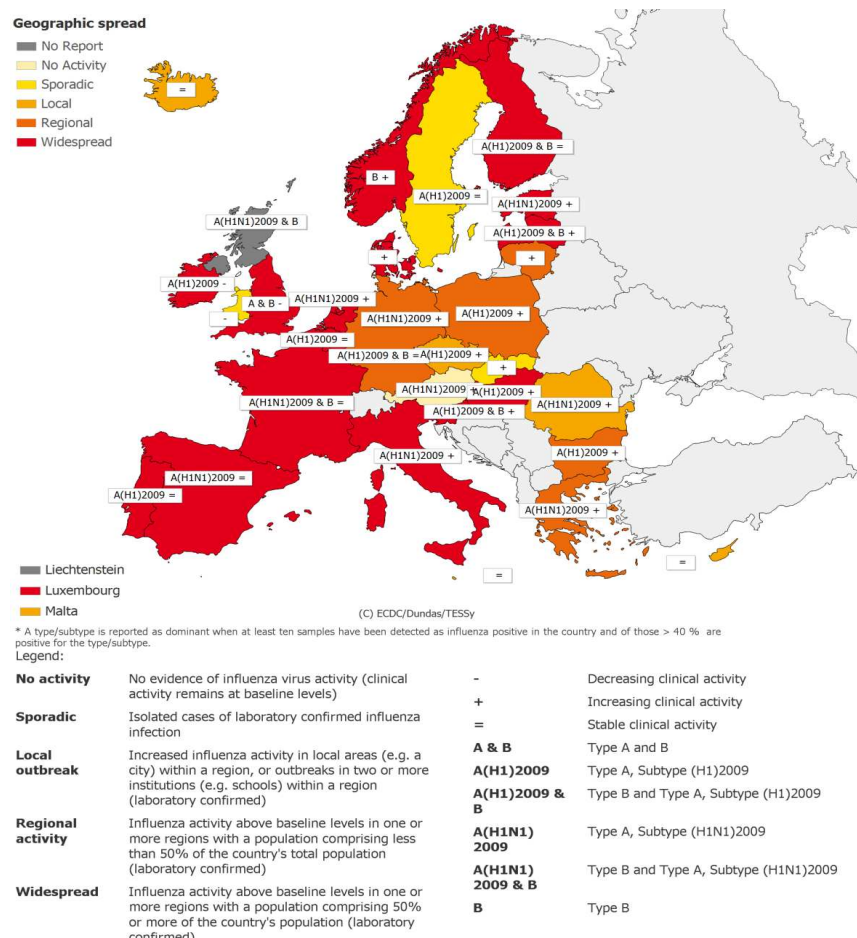 Geographic spread
No Report
No Activity
Sporadic
Local
Regional
Widespread
=
A(H1)2009 & B =
B +
A(H1)2009 =
A(H1N1)2009 +
A(H1N1)2009 & B
A(H1)2009 & B +
+
+
A(H1)2009 -
A & B -
A(H1N1)2009 +
-
A(H1N1)2009 +
A(H1)2009 +
A(H1)2009 =
A(H1)2009 & B =
A(H1)2009 +
+
A(H1N1)2009 +
A(H1)2009 +
A(H1N1)2009 & B =
A(H1)2009 & B +
A(H1N1)2009 +
A(H1N1)2009 +
A(H1)2009 +
A(H1N1)2009 =
A(H1)2009 =
A(H1N1)2009 +
=
=
Liechtenstein
Luxembourg
Malta
(C) ECDC/Dundas/TESSy
* A type/subtype is reported as dominant when at least ten samples have been detected as influenza positive in the country and of those > 40 % are
positive for the type/subtype.
Legend:
No activity No evidence of influenza virus activity (clinical
activity remains at baseline levels)
Sporadic Isolated cases of laboratory confirmed influenza
infection
Local Increased influenza activity in local areas (e.g. a
outbreak city) within a region, or outbreaks in two or more
institutions (e.g. schools) within a region
(laboratory confirmed)
Regional Influenza activity above baseline levels in one or
activity more regions with a population comprising less
than 50% of the country's total population
(laboratory confirmed)
Widespread Influenza activity above baseline levels in one or
more regions with a population comprising 50%
or more of the country's population (laboratory
confirmed)
- Decreasing clinical activity
+ Increasing clinical activity
= Stable clinical activity
A & B Type A and B
A(H1)2009 Type A, Subtype (H1)2009
A(H1)2009 & Type B and Type A, Subtype (H1)2009
B
A(H1N1) Type A, Subtype (H1N1)2009
2009
A(H1N1) Type B and Type A, Subtype (H1N1)2009
2009 & B
B Type B